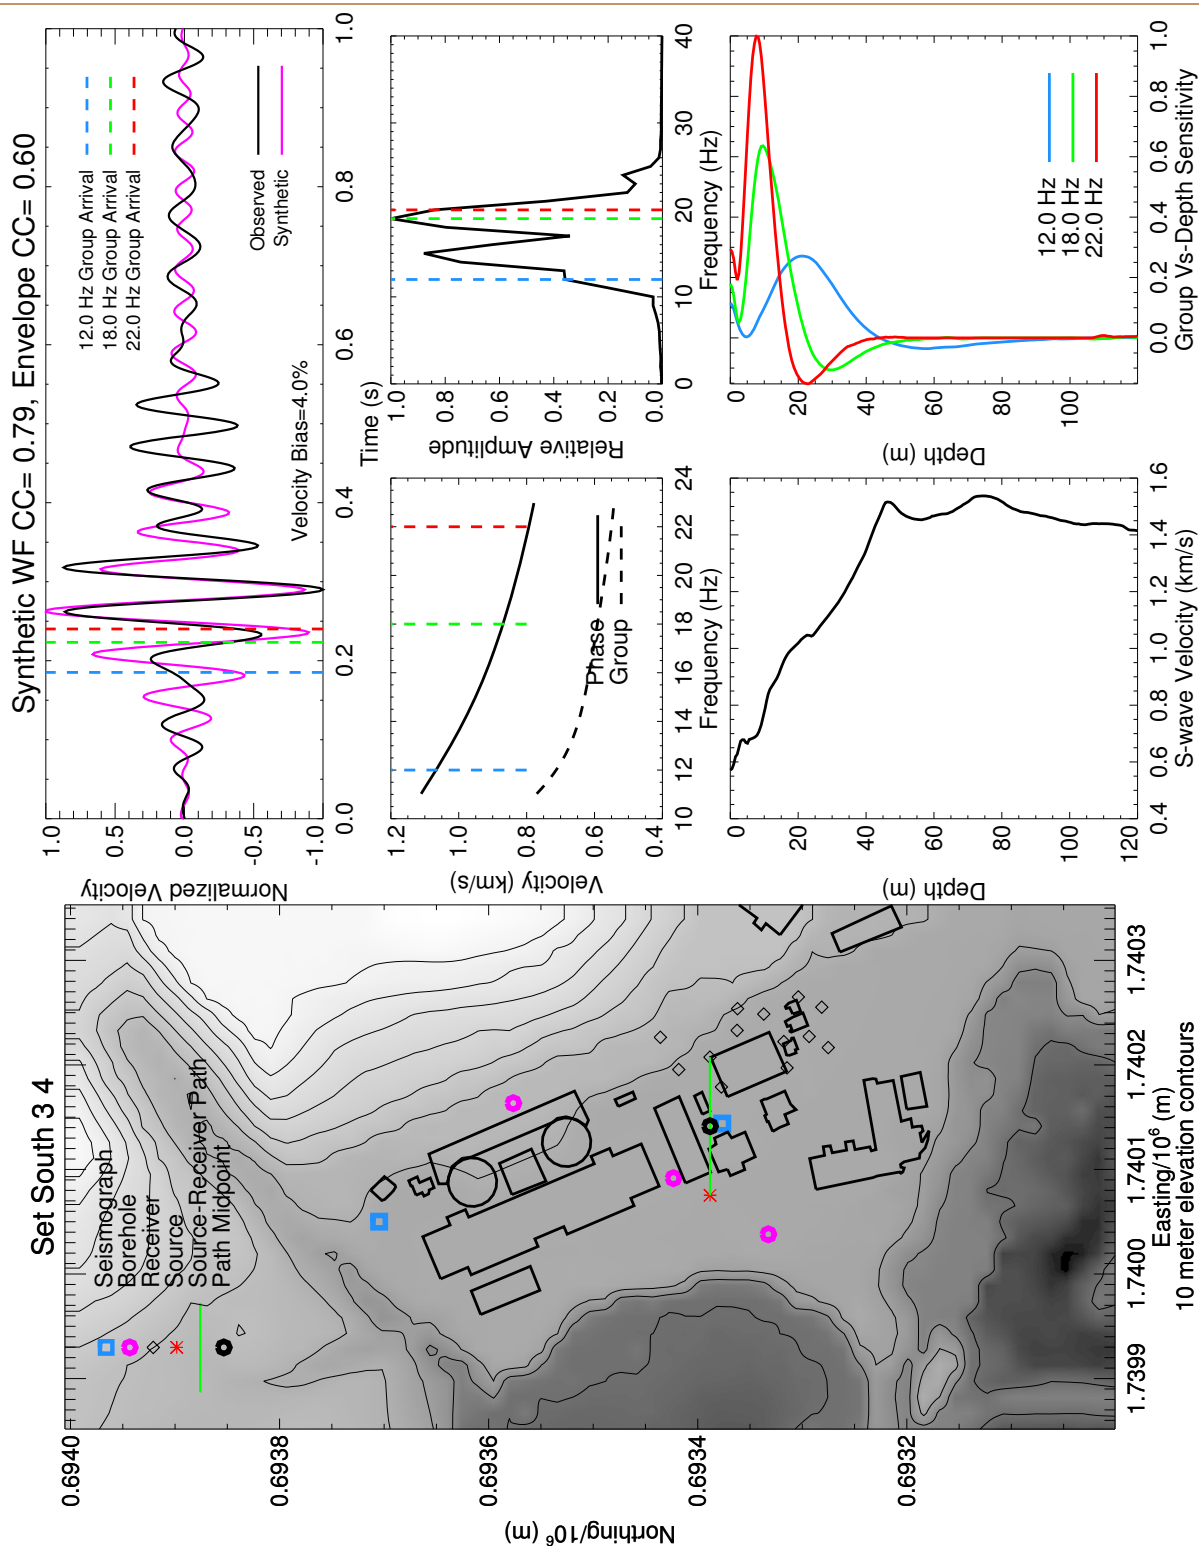 Set South 3 4
Seismograph
Borehole
Receiver
Source
Source-Receiver Path
Path Midpoint
0.6940
0.6938
0.6936
0.6934
0.6932
Northing/10⁶ (m)
1.7399
1.7400
1.7401
1.7402
1.7403
Easting/10⁶ (m)
10 meter elevation contours
Synthetic WF CC= 0.79, Envelope CC= 0.60
12.0 Hz Group Arrival
18.0 Hz Group Arrival
22.0 Hz Group Arrival
Observed
Synthetic
Velocity Bias=4.0%
1.0
0.5
0.0
-0.5
-1.0
Normalized Velocity
0.0
0.2
0.4
0.6
0.8
1.0
Time (s)
1.2
1.0
0.8
0.6
0.4
Velocity (km/s)
Phase
Group
10
12
14
16
18
20
22
24
Frequency (Hz)
1.0
0.8
0.6
0.4
0.2
0.0
Relative Amplitude
0
10
20
30
40
Frequency (Hz)
0
20
40
60
80
100
120
Depth (m)
0.4
0.6
0.8
1.0
1.2
1.4
1.6
S-wave Velocity (km/s)
0
20
40
60
80
100
Depth (m)
12.0 Hz
18.0 Hz
22.0 Hz
0.0
0.2
0.4
0.6
0.8
1.0
Group Vs-Depth Sensitivity